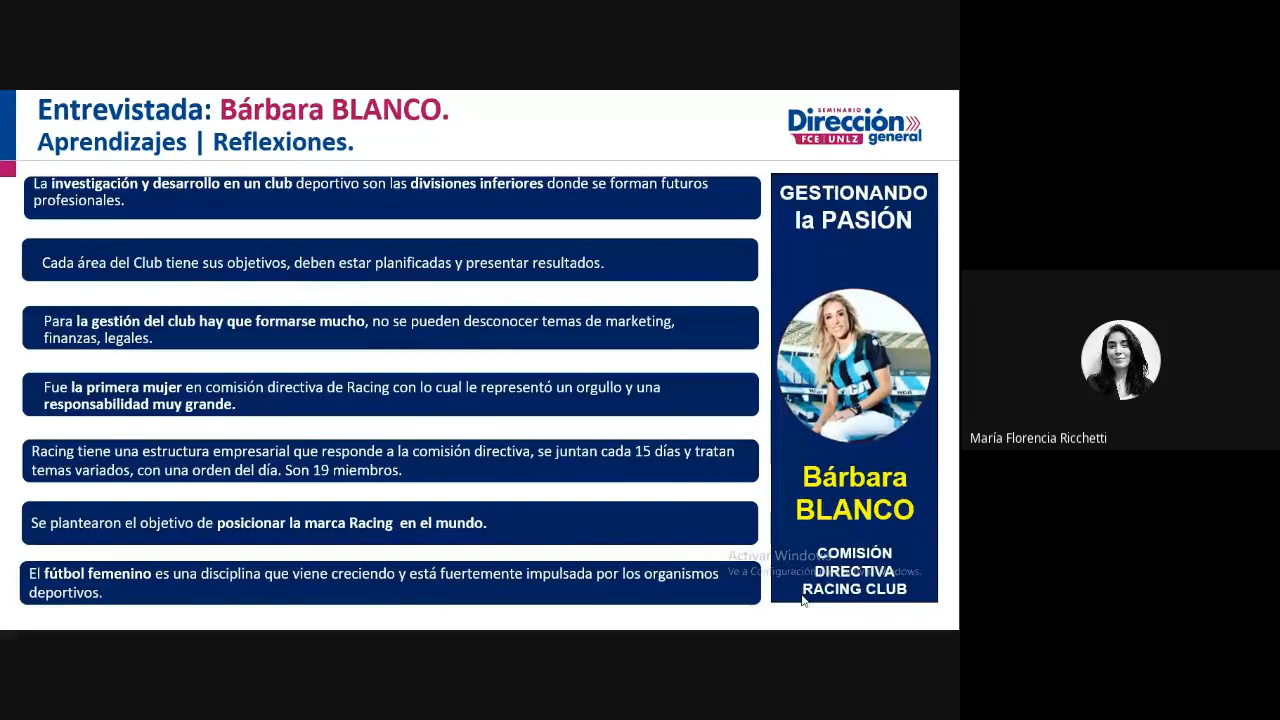 Entrevistada: Bárbara BLANCO.
Aprendizajes | Reflexiones.
SEMINARIO
Dirección
FCE | UNLZ general
La investigación y desarrollo en un club deportivo son las divisiones inferiores donde se forman futuros
profesionales.
Cada área del Club tiene sus objetivos, deben estar planificadas y presentar resultados.
Para la gestión del club hay que formarse mucho, no se pueden desconocer temas de marketing,
finanzas, legales.
Fue la primera mujer en comisión directiva de Racing con lo cual le representó un orgullo y una
responsabilidad muy grande.
Racing tiene una estructura empresarial que responde a la comisión directiva, se juntan cada 15 días y tratan
temas variados, con una orden del día. Son 19 miembros.
Se plantearon el objetivo de posicionar la marca Racing en el mundo.
El fútbol femenino es una disciplina que viene creciendo y está fuertemente impulsada por los organismos
deportivos.
GESTIONANDO
la PASIÓN
Bárbara
BLANCO
COMISIÓN
DIRECTIVA
RACING CLUB
Activar Windows
Ve a Configuración Windows.
María Florencia Ricchetti